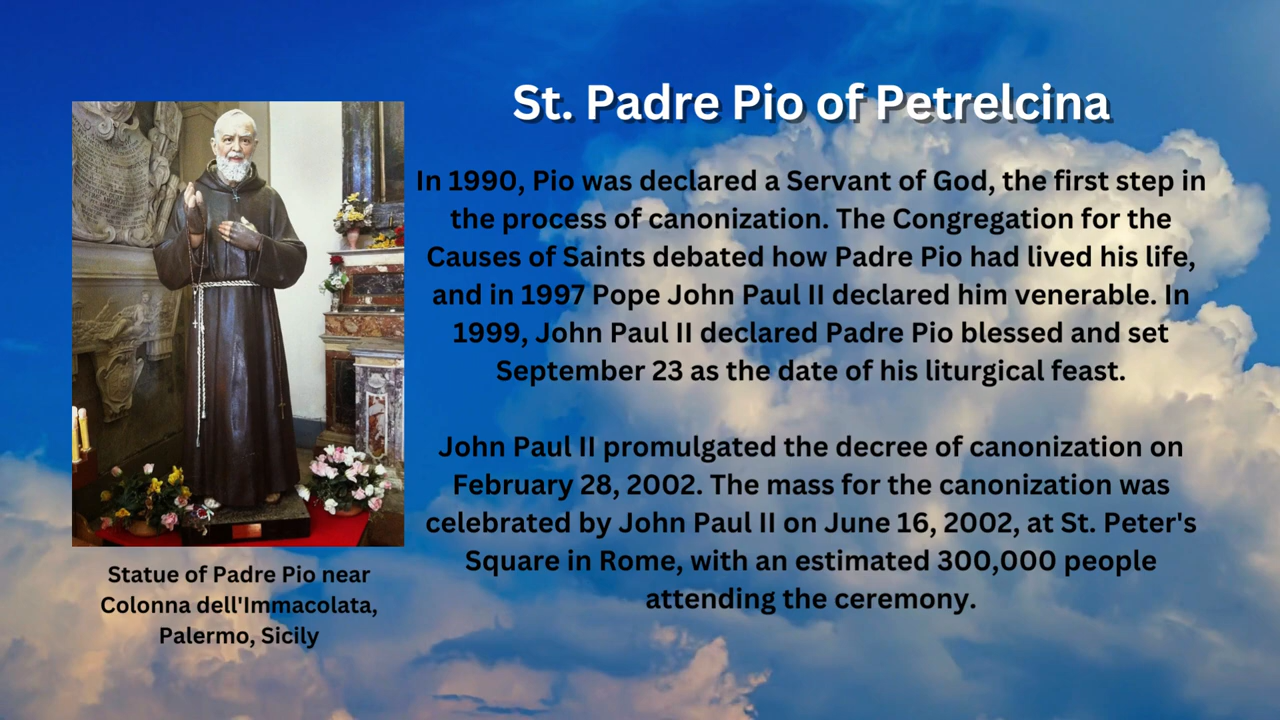 St. Padre Pio of Petrelcina
In 1990, Pio was declared a Servant of God, the first step in
the process of canonization. The Congregation for the
Causes of Saints debated how Padre Pio had lived his life,
and in 1997 Pope John Paul II declared him venerable. In
1999, John Paul II declared Padre Pio blessed and set
September 23 as the date of his liturgical feast.
John Paul II promulgated the decree of canonization on
February 28, 2002. The mass for the canonization was
celebrated by John Paul II on June 16, 2002, at St. Peter's
Square in Rome, with an estimated 300,000 people
attending the ceremony.
Statue of Padre Pio near
Colonna dell'Immacolata,
Palermo, Sicily